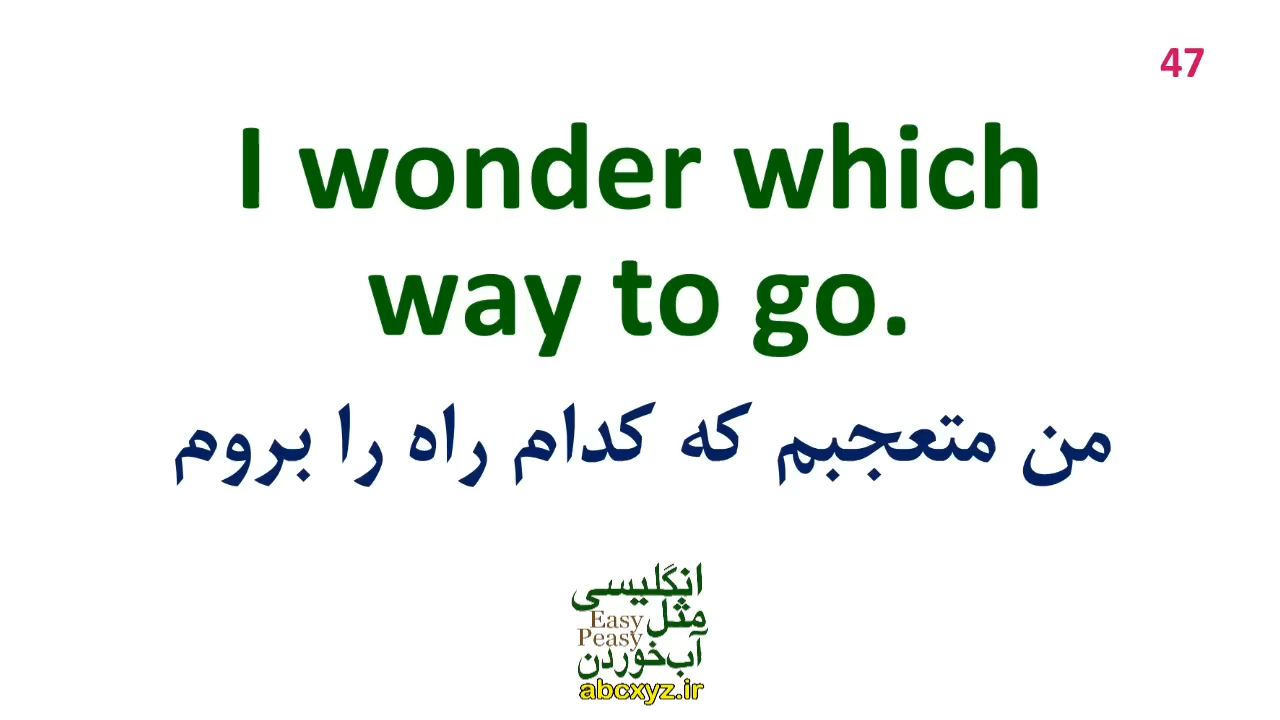 47
I wonder which
way to go.
من متعجبم که کدام راه را بروم
انگلیسی
مثل
Easy
Peasy
آب‌خوردن
abcxyz.ir